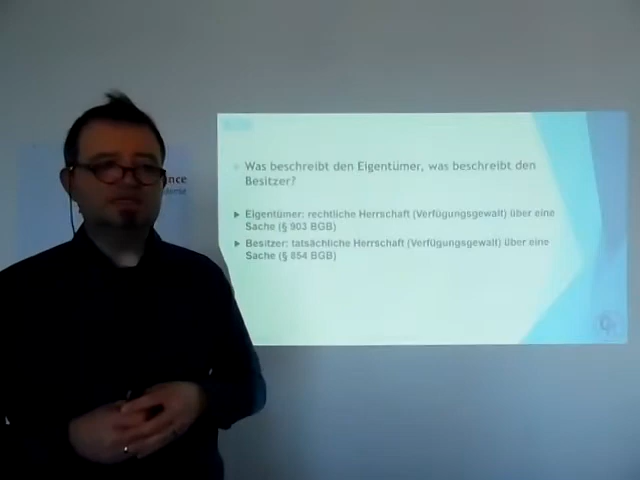 Was beschreibt den Eigentümer, was beschreibt den
Besitzer?
Eigentümer: rechtliche Herrschaft (Verfügungsgewalt) über eine
Sache (§ 903 BGB)
Besitzer: tatsächliche Herrschaft (Verfügungsgewalt) über eine
Sache (§ 854 BGB)
nce